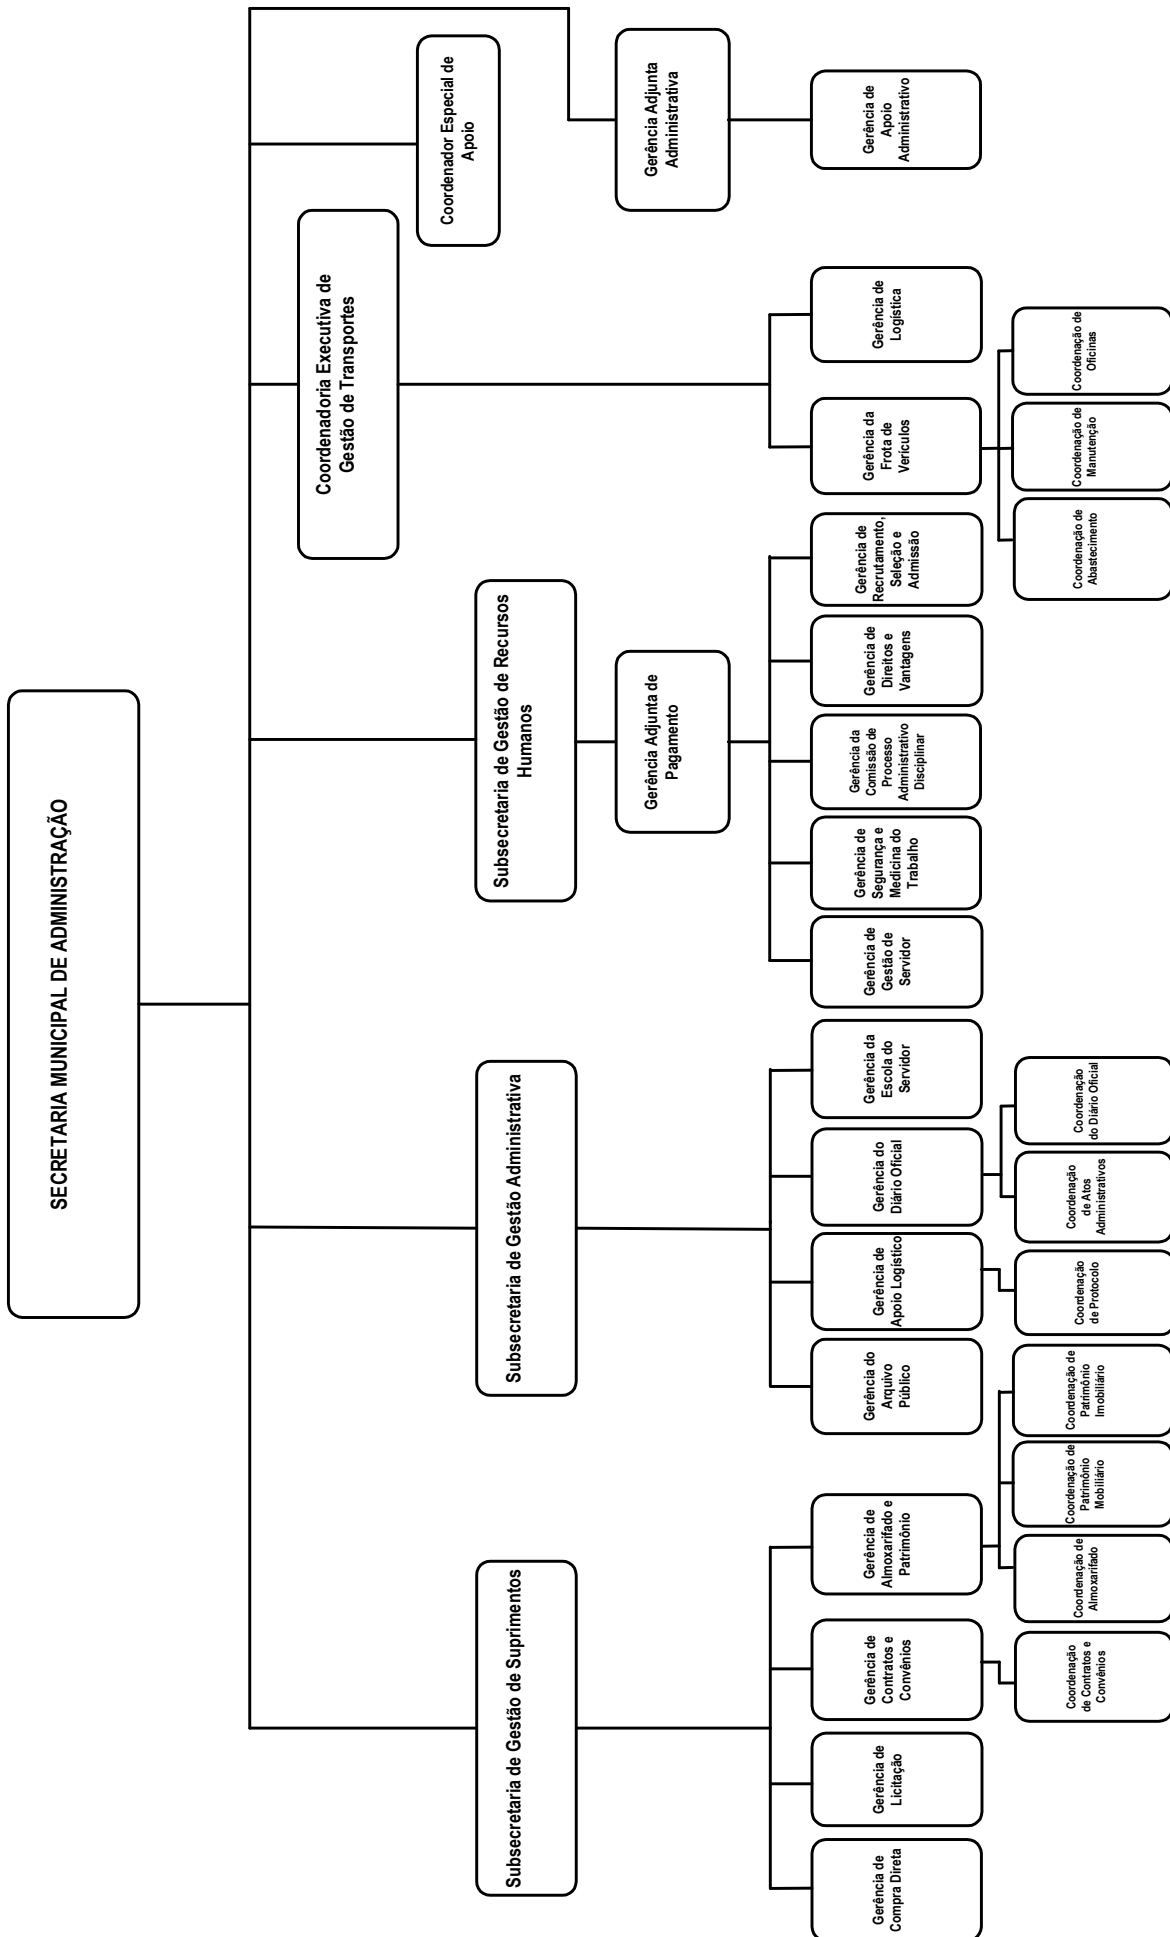 SECRETARIA MUNICIPAL DE ADMINISTRAÇÃO
Subsecretaria de Gestão de Suprimentos
Subsecretaria de Gestão Administrativa
Subsecretaria de Gestão de Recursos
Humanos
Coordenadoria Executiva de
Gestão de Transportes
Coordenador Especial de
Apoio
Gerência Adjunta de
Pagamento
Gerência Adjunta
Administrativa
Gerência de
Compra Direta
Gerência de
Licitação
Gerência de
Contratos e
Convênios
Gerência de
Almoxarifado e
Patrimônio
Gerência do
Arquivo
Público
Gerência de
Apoio Logístico
Gerência do
Diário Oficial
Gerência da
Escola do
Servidor
Gerência de
Gestão de
Servidor
Gerência de
Segurança e
Medicina do
Trabalho
Gerência da
Comissão de
Processo
Administrativo
Disciplinar
Gerência de
Direitos e
Vantagens
Gerência de
Recrutamento,
Seleção e
Admissão
Gerência da
Frota de
Verículos
Gerência de
Logística
Gerência de
Apoio
Administrativo
Coordenação
de Contratos e
Convênios
Coordenação de
Almoxarifado
Coordenação de
Patrimônio
Mobiliário
Coordenação de
Patrimônio
Imobiliário
Coordenação
de Protocolo
Coordenação
de Atos
Administrativos
Coordenação
do Diário Oficial
Coordenação de
Abastecimento
Coordenação de
Manutenção
Coordenação de
Oficinas